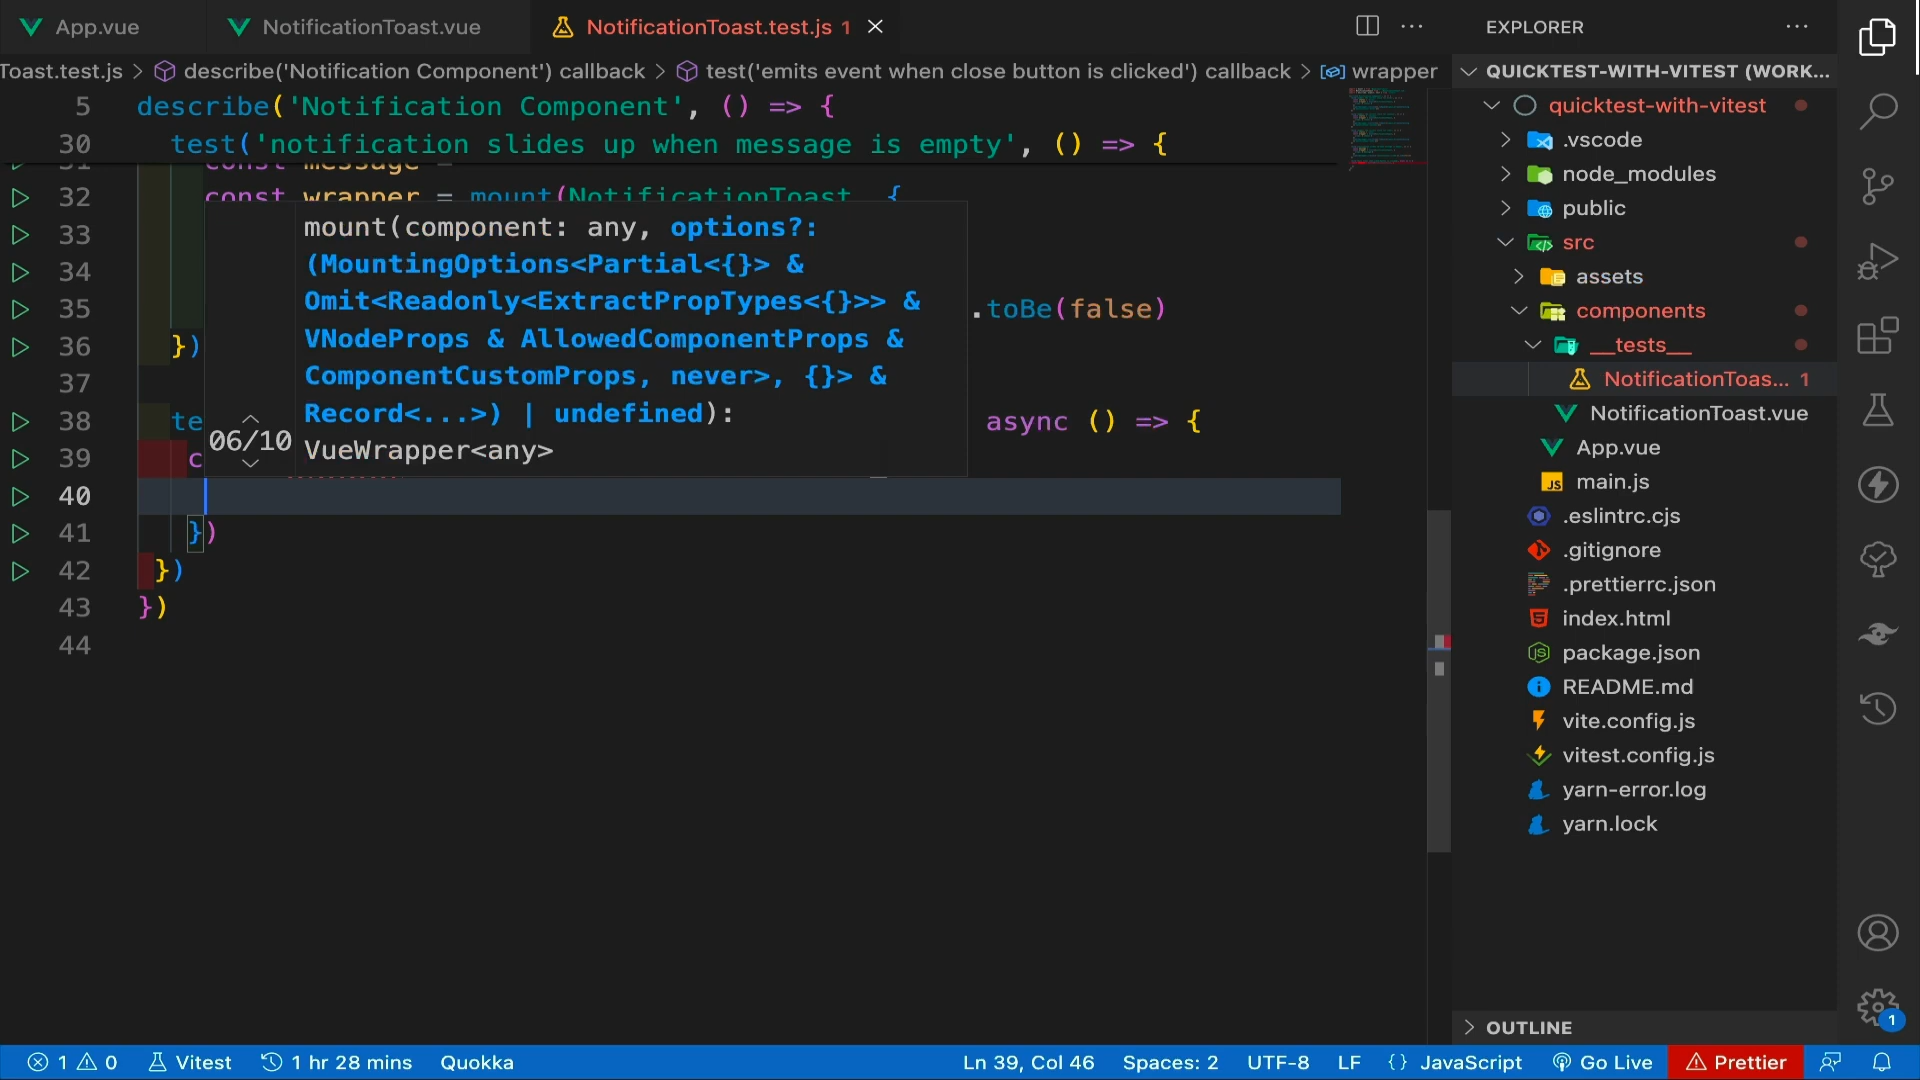 App.vue
NotificationToast.vue
NotificationToast.test.js 1
Toast.test.js > describe('Notification Component') callback > test('emits event when close button is clicked') callback > wrapper
5 describe('Notification Component', () => {
30 test('notification slides up when message is empty', () => {
31 const message =
32 const wrapper = mount(NotificationToast, {
33
34
35 .toBe(false)
36 })
37
38 te async () => {
39 c
40
41 })
42 })
43 })
44
mount(component: any, options?:
(MountingOptions<Partial<{}> &
Omit<Readonly<ExtractPropTypes<{}>> &
VNodeProps & AllowedComponentProps &
ComponentCustomProps, never>, {}> &
Record<...>) | undefined):
VueWrapper<any>
06/10
EXPLORER
QUICKTEST-WITH-VITEST (WORK...
quicktest-with-vitest
.vscode
node_modules
public
src
assets
components
__tests__
NotificationToas... 1
NotificationToast.vue
App.vue
main.js
.eslintrc.cjs
.gitignore
.prettierrc.json
index.html
package.json
README.md
vite.config.js
vitest.config.js
yarn-error.log
yarn.lock
OUTLINE
1
1 0 Vitest 1 hr 28 mins Quokka Ln 39, Col 46 Spaces: 2 UTF-8 LF {} JavaScript Go Live Prettier